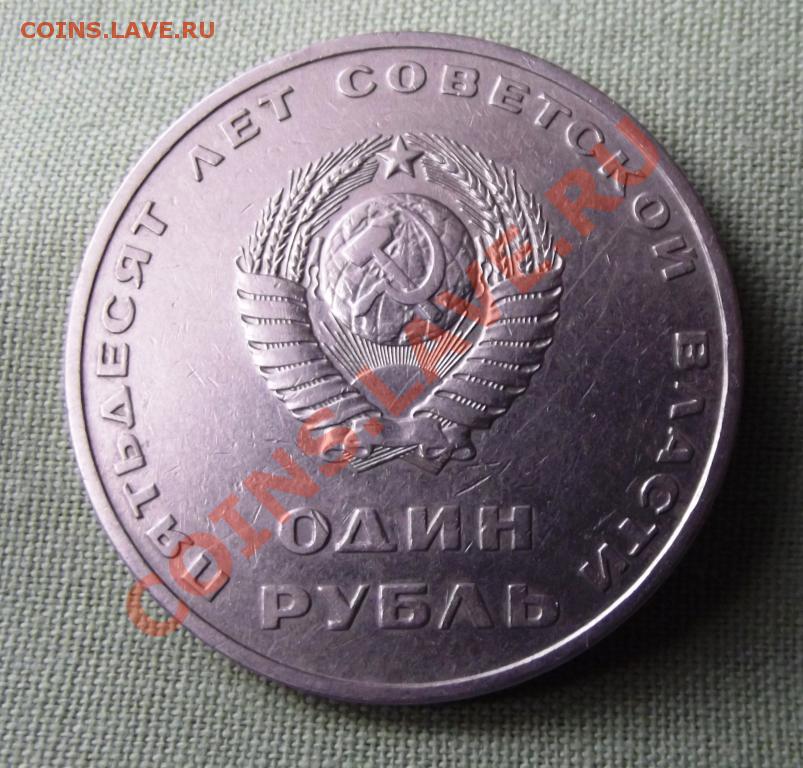 COINS.LAVE.RU
ПЯТЬДЕСЯТ ЛЕТ СОВЕТСКОЙ ВЛАСТИ
ОДИН
РУБЛЬ
COINS.LAVE.RU